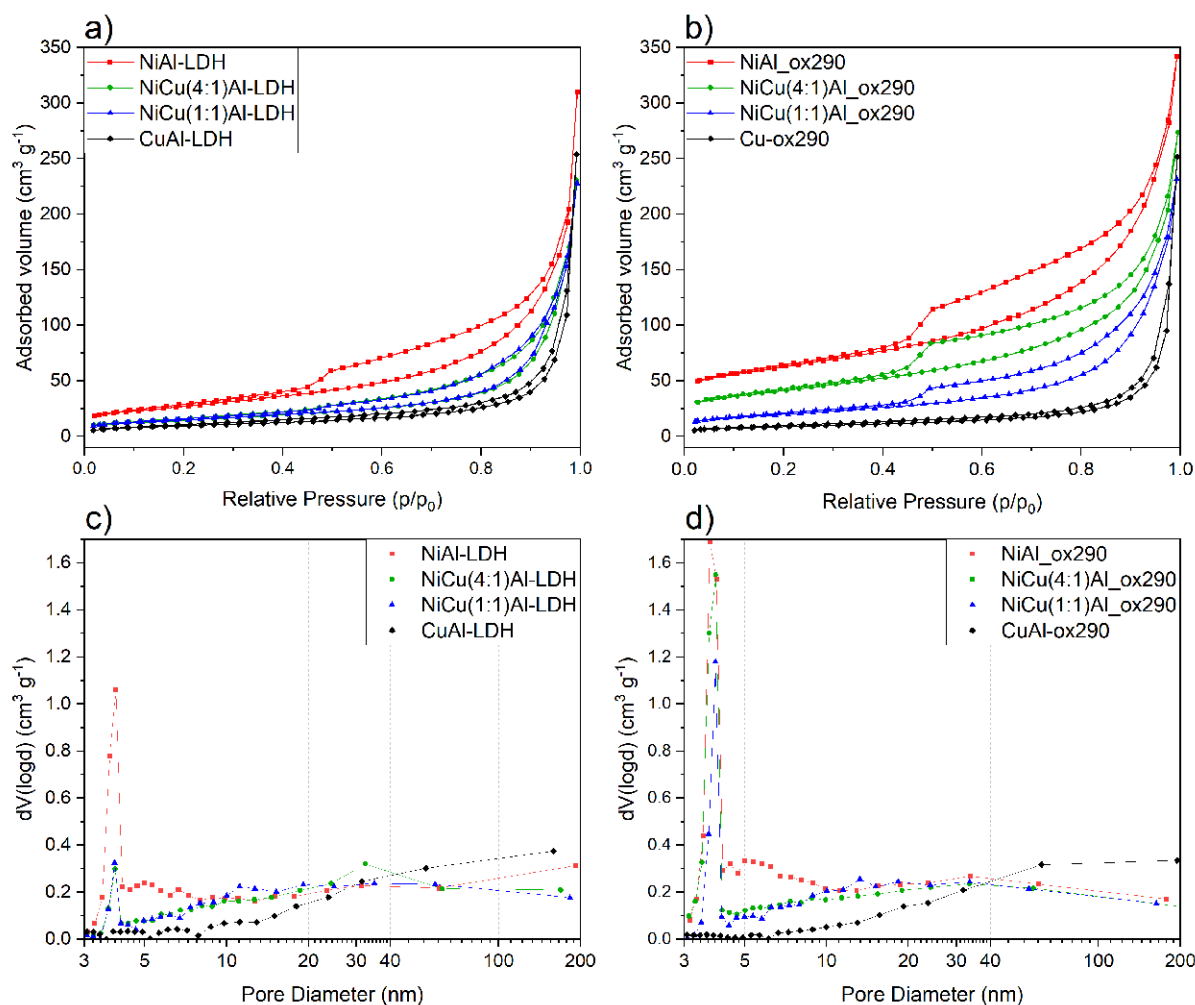 a)
NiAl-LDH
NiCu(4:1)Al-LDH
NiCu(1:1)Al-LDH
CuAl-LDH
350
300
250
200
150
100
50
0
Adsorbed volume (cm³ g⁻¹)
0.0 0.2 0.4 0.6 0.8 1.0
Relative Pressure (p/p₀)
b)
NiAl_ox290
NiCu(4:1)Al_ox290
NiCu(1:1)Al_ox290
Cu-ox290
350
300
250
200
150
100
50
0
Adsorbed volume (cm³ g⁻¹)
0.0 0.2 0.4 0.6 0.8 1.0
Relative Pressure (p/p₀)
c)
NiAl-LDH
NiCu(4:1)Al-LDH
NiCu(1:1)Al-LDH
CuAl-LDH
1.6
1.4
1.2
1.0
0.8
0.6
0.4
0.2
0.0
dV(logd) (cm³ g⁻¹)
3 5 10 20 30 40 100 200
Pore Diameter (nm)
d)
NiAl_ox290
NiCu(4:1)Al_ox290
NiCu(1:1)Al_ox290
CuAl-ox290
1.6
1.4
1.2
1.0
0.8
0.6
0.4
0.2
0.0
dV(logd) (cm³ g⁻¹)
3 5 10 20 30 40 100 200
Pore Diameter (nm)